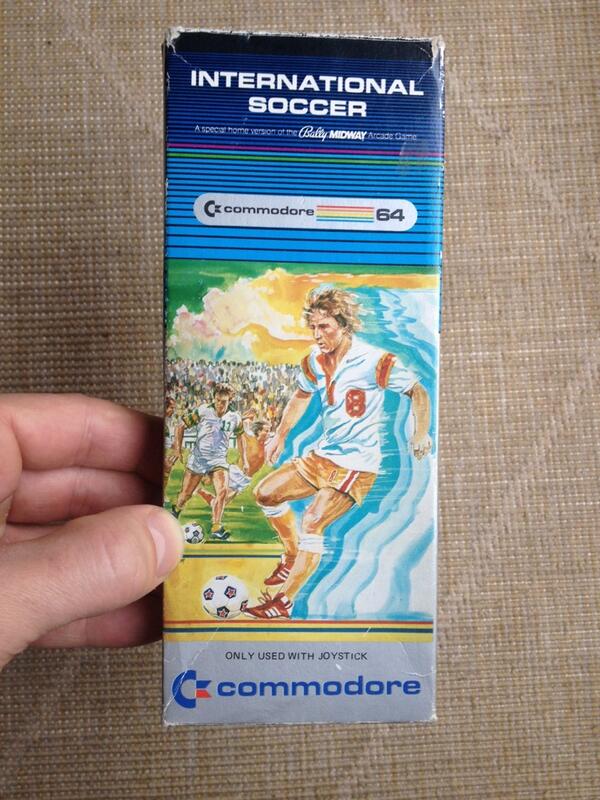 INTERNATIONAL
SOCCER
A special home version of the Bally MIDWAY Arcade Game.
commodore 64
11
8
ONLY USED WITH JOYSTICK
commodore